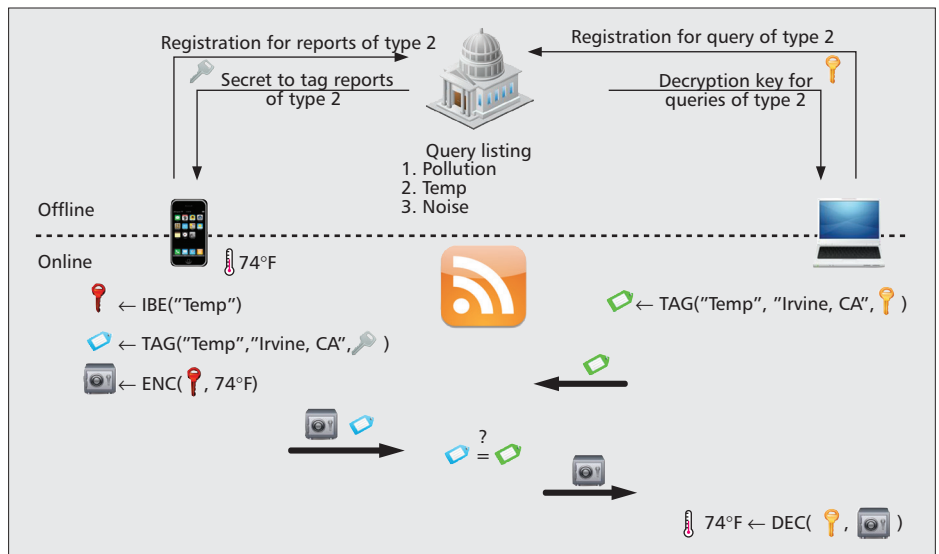 Registration for reports of type 2
Registration for query of type 2
Secret to tag reports
of type 2
Decryption key for
queries of type 2
Query listing
1. Pollution
2. Temp
3. Noise
Offline
Online
74°F
← IBE("Temp")
← TAG("Temp", "Irvine, CA", )
← TAG("Temp","Irvine, CA", )
← ENC( , 74°F)
?
=
74°F ← DEC( , )